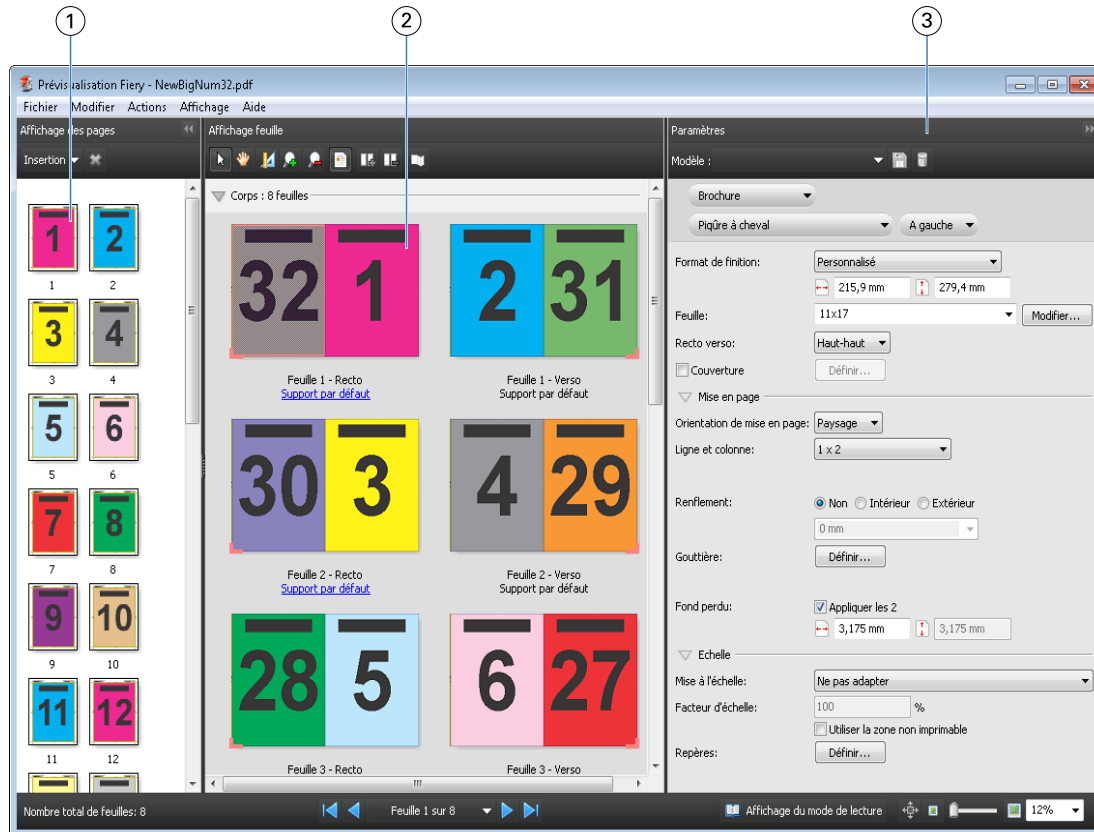 1 2 3
Prévisualisation Fiery - NewBigNum32.pdf
Fichier Modifier Actions Affichage Aide
Affichage des pages
Insertion
1 2
1 2
3 4
3 4
5 6
5 6
7 8
7 8
9 10
9 10
11 12
11 12
Affichage feuille
Corps : 8 feuilles
32 1 2 31
Feuille 1 - Recto Feuille 1 - Verso
Support par défaut Support par défaut
30 3 4 29
Feuille 2 - Recto Feuille 2 - Verso
Support par défaut Support par défaut
28 5 6 27
Feuille 3 - Recto Feuille 3 - Verso
Paramètres
Modèle :
Brochure
Piqûre à cheval A gauche
Format de finition: Personnalisé
215,9 mm 279,4 mm
Feuille: 11x17 Modifier...
Recto verso: Haut-haut
Couverture Définir...
Mise en page
Orientation de mise en page: Paysage
Ligne et colonne: 1 x 2
Renflement: Non Intérieur Extérieur
0 mm
Gouttière: Définir...
Fond perdu: Appliquer les 2
3,175 mm 3,175 mm
Echelle
Mise à l'échelle: Ne pas adapter
Facteur d'échelle: 100 %
Utiliser la zone non imprimable
Repères: Définir...
Nombre total de feuilles: 8 Feuille 1 sur 8 Affichage du mode de lecture 12%